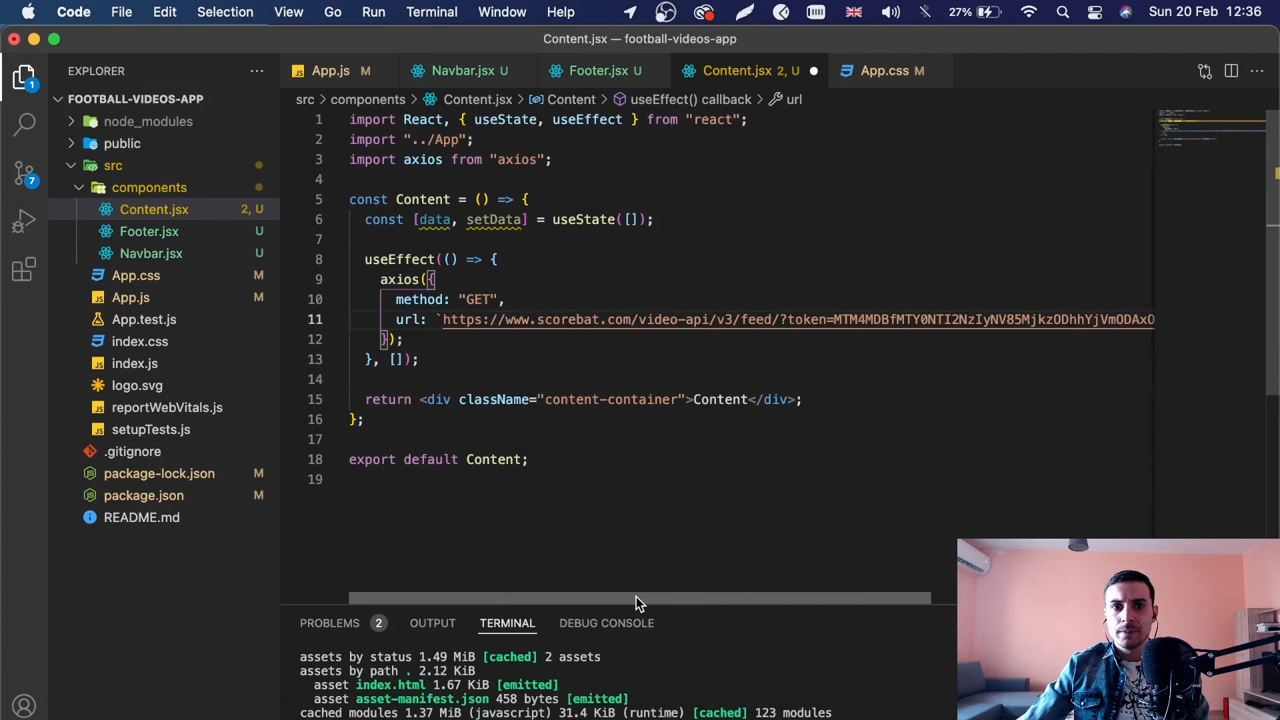 Code File Edit Selection View Go Run Terminal Window Help 27% Sun 20 Feb 12:36
Content.jsx — football-videos-app
EXPLORER
App.js M
Navbar.jsx U
Footer.jsx U
Content.jsx 2, U
App.css M
src components Content.jsx Content useEffect() callback url
FOOTBALL-VIDEOS-APP
node_modules
public
src
components
Content.jsx 2, U
Footer.jsx U
Navbar.jsx U
App.css M
App.js M
App.test.js
index.css
index.js
logo.svg
reportWebVitals.js
setupTests.js
.gitignore
package-lock.json M
package.json M
README.md
1
7
1 import React, { useState, useEffect } from "react";
2 import "../App";
3 import axios from "axios";
4
5 const Content = () => {
6 const [data, setData] = useState([]);
7
8 useEffect(() => {
9 axios({
10 method: "GET",
11 url: `https://www.scorebat.com/video-api/v3/feed/?token=MTM4MDBfMTY0NTI2NzIyNV85MjkzODhhYjVmODAxO
12 });
13 }, []);
14
15 return <div className="content-container">Content</div>;
16 };
17
18 export default Content;
19
PROBLEMS 2 OUTPUT TERMINAL DEBUG CONSOLE
assets by status 1.49 MiB [cached] 2 assets
assets by path . 2.12 KiB
asset index.html 1.67 KiB [emitted]
asset asset-manifest.json 458 bytes [emitted]
cached modules 1.37 MiB (javascript) 31.4 KiB (runtime) [cached] 123 modules